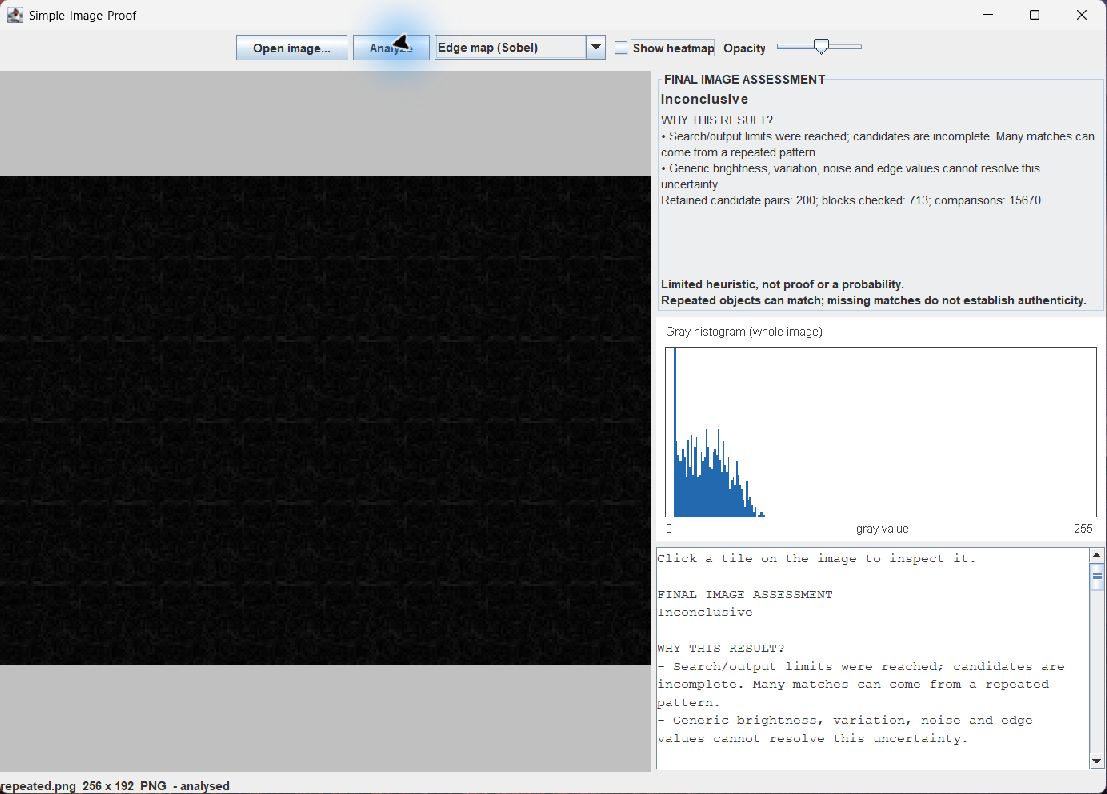 Simple Image Proof
Open image... Analyze Edge map (Sobel) Show heatmap Opacity
FINAL IMAGE ASSESSMENT
Inconclusive
WHY THIS RESULT?
• Search/output limits were reached; candidates are incomplete. Many matches can
come from a repeated pattern.
• Generic brightness, variation, noise and edge values cannot resolve this
uncertainty.
Retained candidate pairs: 200; blocks checked: 713; comparisons: 15670
Limited heuristic, not proof or a probability.
Repeated objects can match; missing matches do not establish authenticity.
Gray histogram (whole image)
0 gray value 255
Click a tile on the image to inspect it.
FINAL IMAGE ASSESSMENT
Inconclusive
WHY THIS RESULT?
- Search/output limits were reached; candidates are
incomplete. Many matches can come from a repeated
pattern.
- Generic brightness, variation, noise and edge
values cannot resolve this uncertainty.
repeated.png 256 x 192 PNG - analysed